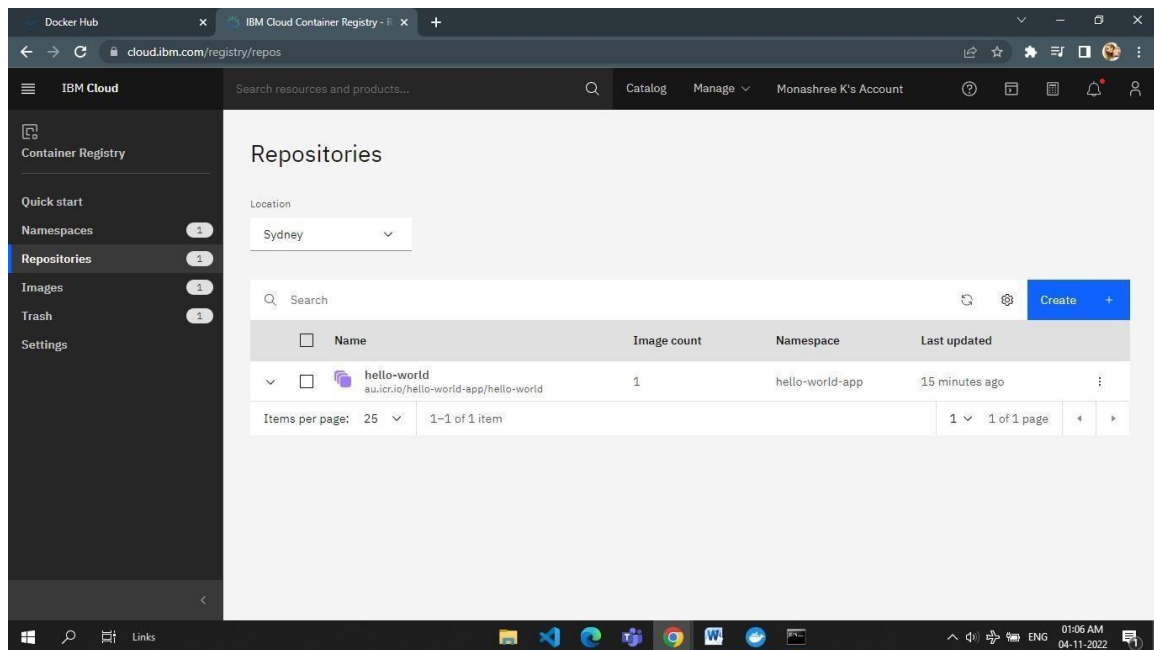 Docker Hub
IBM Cloud Container Registry - R
cloud.ibm.com/registry/repos
IBM Cloud
Search resources and products...
Catalog
Manage
Monashree K's Account
Container Registry
Quick start
Namespaces 1
Repositories 1
Images 1
Trash 1
Settings
Repositories
Location
Sydney
Search
Create +
Name Image count Namespace Last updated
hello-world
au.icr.io/hello-world-app/hello-world
1 hello-world-app 15 minutes ago
Items per page: 25 1–1 of 1 item 1 1 of 1 page
Links
ENG
01:06 AM
04-11-2022
1